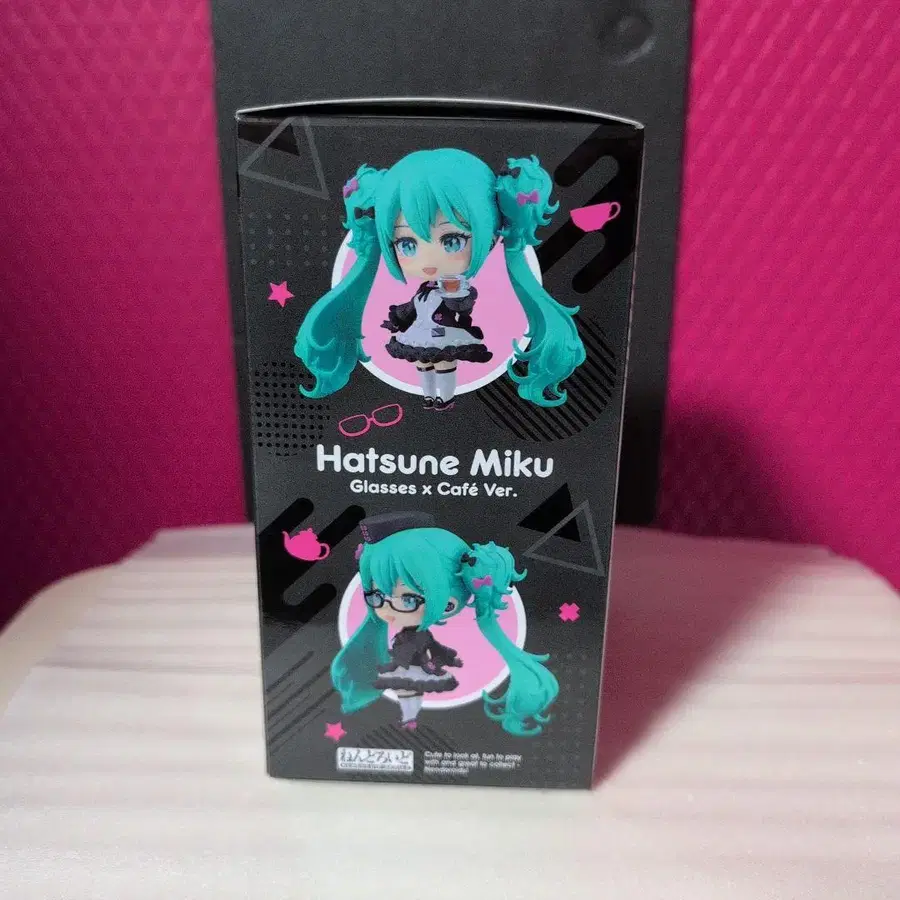 Hatsune Miku
Glasses x Café Ver.
ねんどろいど
Cute to look at, fun to play
with and great to collect -
Nendoroids!